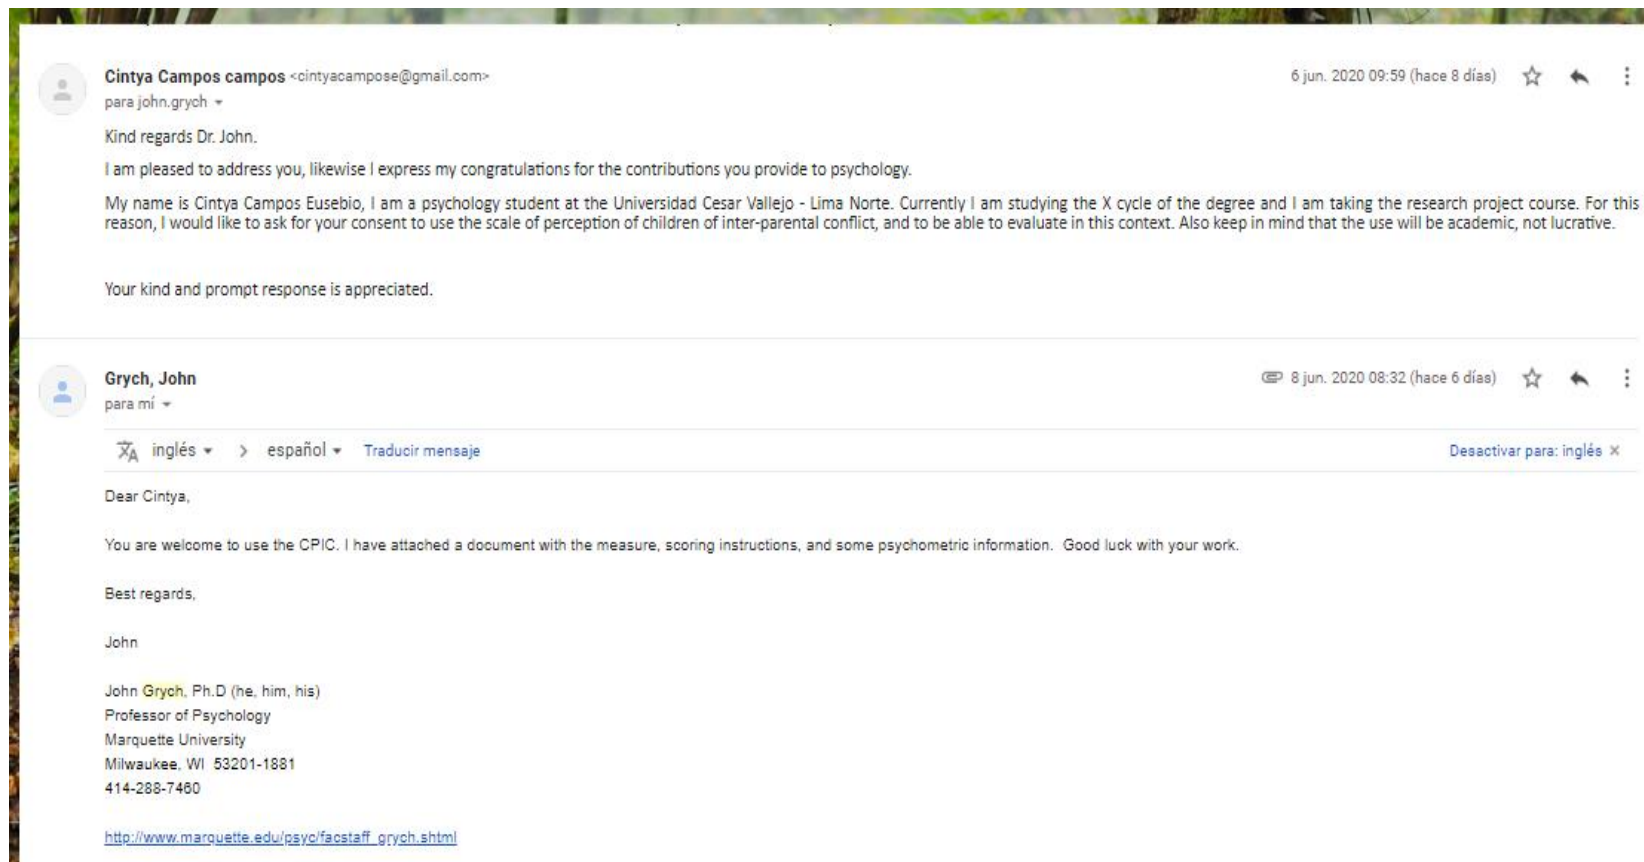 Cintya Campos campos <cintyacampose@gmail.com>
6 jun. 2020 09:59 (hace 8 días)
para john.grych
Kind regards Dr. John.
I am pleased to address you, likewise I express my congratulations for the contributions you provide to psychology.
My name is Cintya Campos Eusebio, I am a psychology student at the Universidad Cesar Vallejo - Lima Norte. Currently I am studying the X cycle of the degree and I am taking the research project course. For this
reason, I would like to ask for your consent to use the scale of perception of children of inter-parental conflict, and to be able to evaluate in this context. Also keep in mind that the use will be academic, not lucrative.
Your kind and prompt response is appreciated.
Grych, John
8 jun. 2020 08:32 (hace 6 días)
para mí
inglés > español Traducir mensaje
Desactivar para: inglés ×
Dear Cintya,
You are welcome to use the CPIC. I have attached a document with the measure, scoring instructions, and some psychometric information. Good luck with your work.
Best regards,
John
John Grych, Ph.D (he, him, his)
Professor of Psychology
Marquette University
Milwaukee, WI 53201-1881
414-288-7460
http://www.marquette.edu/psyc/facstaff_grych.shtml